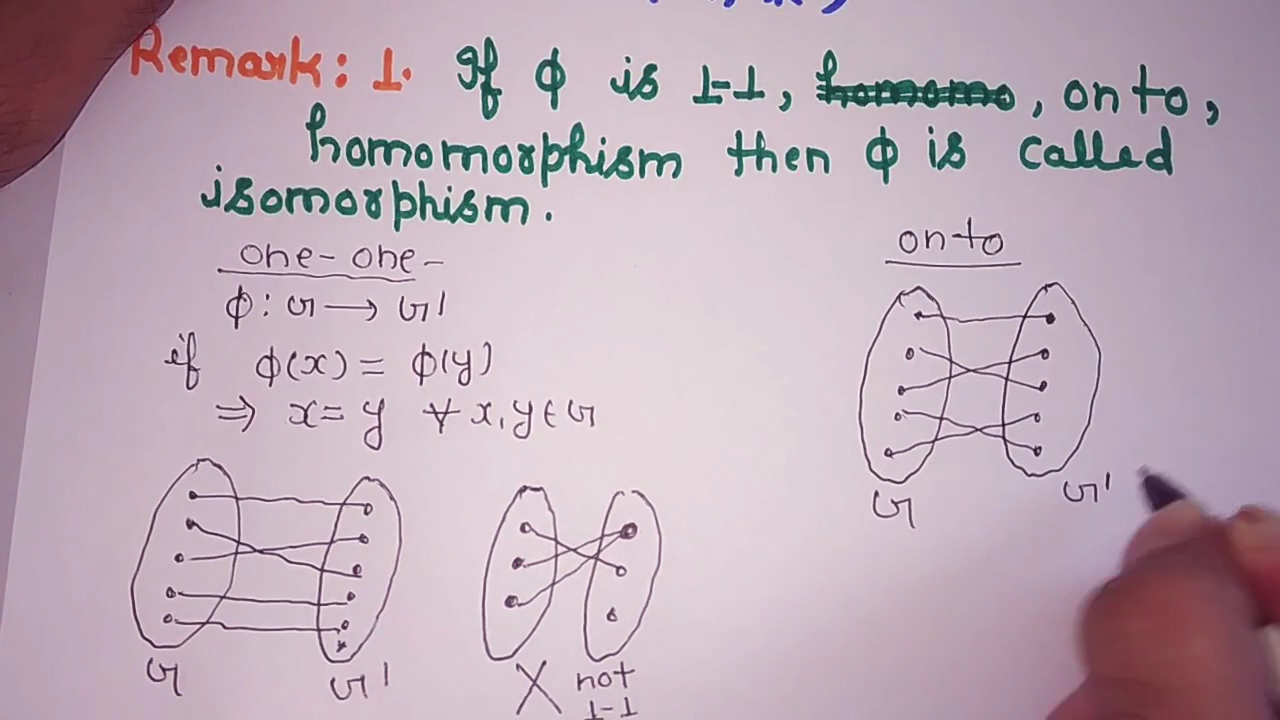 Remark: 1. If ϕ is 1-1, homomo, onto,
homomorphism then ϕ is called
isomorphism.
one-one-
ϕ: G → G'
if ϕ(x) = ϕ(y)
⇒ x = y ∀ x, y ∈ G
G G'
X not
1-1
onto
G G'